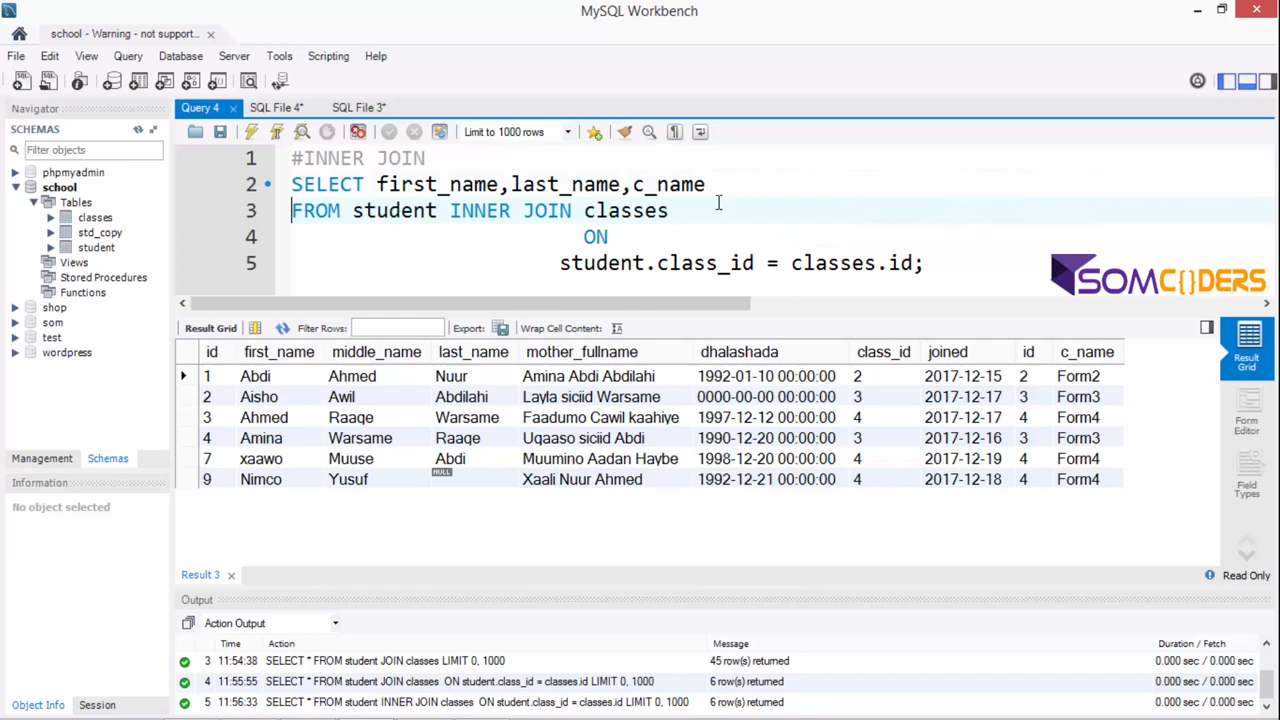 MySQL Workbench
school - Warning - not support... ×
File Edit View Query Database Server Tools Scripting Help
Navigator
SCHEMAS
Filter objects
phpmyadmin
school
Tables
classes
std_copy
student
Views
Stored Procedures
Functions
shop
som
test
wordpress
Management Schemas
Information
No object selected
Object Info Session
Query 4 × SQL File 4* SQL File 3*
Limit to 1000 rows
1 #INNER JOIN
2 SELECT first_name,last_name,c_name
3 FROM student INNER JOIN classes
4 ON
5 student.class_id = classes.id;
SOMC{}DERS
Result Grid Filter Rows: Export: Wrap Cell Content:
id first_name middle_name last_name mother_fullname dhalashada class_id joined id c_name
1 Abdi Ahmed Nuur Amina Abdi Abdilahi 1992-01-10 00:00:00 2 2017-12-15 2 Form2
2 Aisho Awil Abdilahi Layla siciid Warsame 0000-00-00 00:00:00 3 2017-12-17 3 Form3
3 Ahmed Raaqe Warsame Faadumo Cawil kaahiye 1997-12-12 00:00:00 4 2017-12-17 4 Form4
4 Amina Warsame Raaqe Uqaaso siciid Abdi 1990-12-20 00:00:00 3 2017-12-16 3 Form3
7 xaawo Muuse Abdi Muumino Aadan Haybe 1998-12-20 00:00:00 4 2017-12-19 4 Form4
9 Nimco Yusuf NULL Xaali Nuur Ahmed 1992-12-21 00:00:00 4 2017-12-18 4 Form4
Result
Grid
Form
Editor
Field
Types
Result 3 × Read Only
Output
Action Output
Time Action Message Duration / Fetch
3 11:54:38 SELECT * FROM student JOIN classes LIMIT 0, 1000 45 row(s) returned 0.000 sec / 0.000 sec
4 11:55:55 SELECT * FROM student JOIN classes ON student.class_id = classes.id LIMIT 0, 1000 6 row(s) returned 0.000 sec / 0.000 sec
5 11:56:33 SELECT * FROM student INNER JOIN classes ON student.class_id = classes.id LIMIT 0, 1000 6 row(s) returned 0.000 sec / 0.000 sec